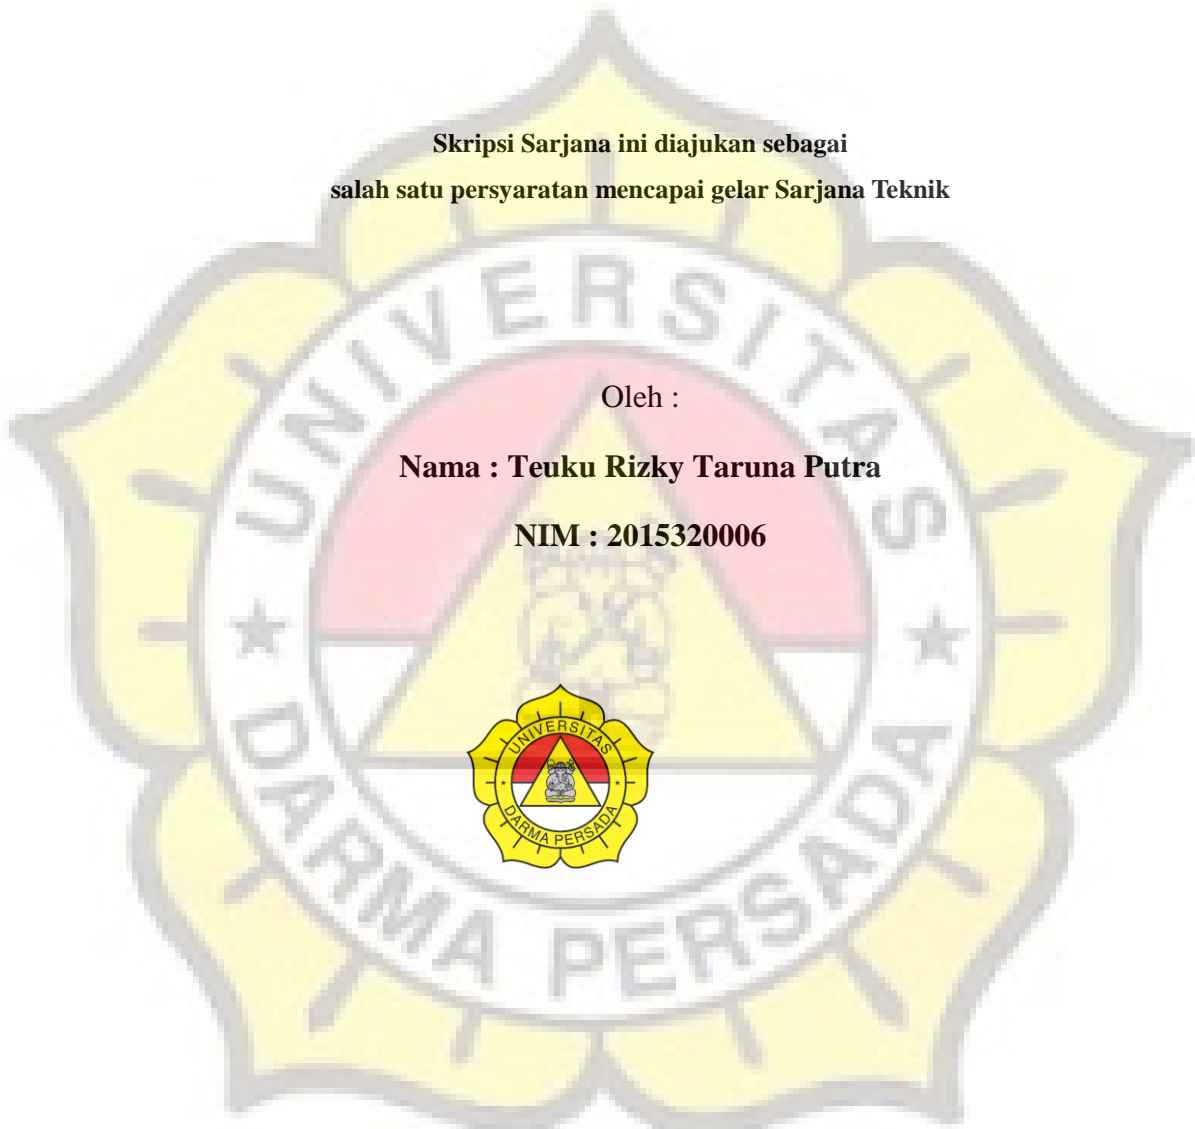 Skripsi Sarjana ini diajukan sebagai
salah satu persyaratan mencapai gelar Sarjana Teknik
UNIVERSITAS
Oleh :
Nama : Teuku Rizky Taruna Putra
NIM : 2015320006
UNIVERSITAS
DARMA PERSADA
DARMA PERSADA